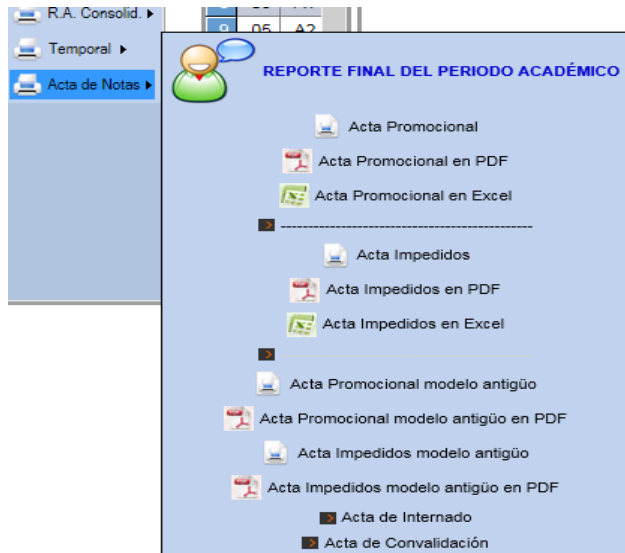 R.A. Consolid.
Temporal
Acta de Notas
9 05 A2
REPORTE FINAL DEL PERIODO ACADÉMICO
Acta Promocional
Acta Promocional en PDF
Acta Promocional en Excel
----------------------------------------------
Acta Impedidos
Acta Impedidos en PDF
Acta Impedidos en Excel
Acta Promocional modelo antigüo
Acta Promocional modelo antigüo en PDF
Acta Impedidos modelo antigüo
Acta Impedidos modelo antigüo en PDF
Acta de Internado
Acta de Convalidación